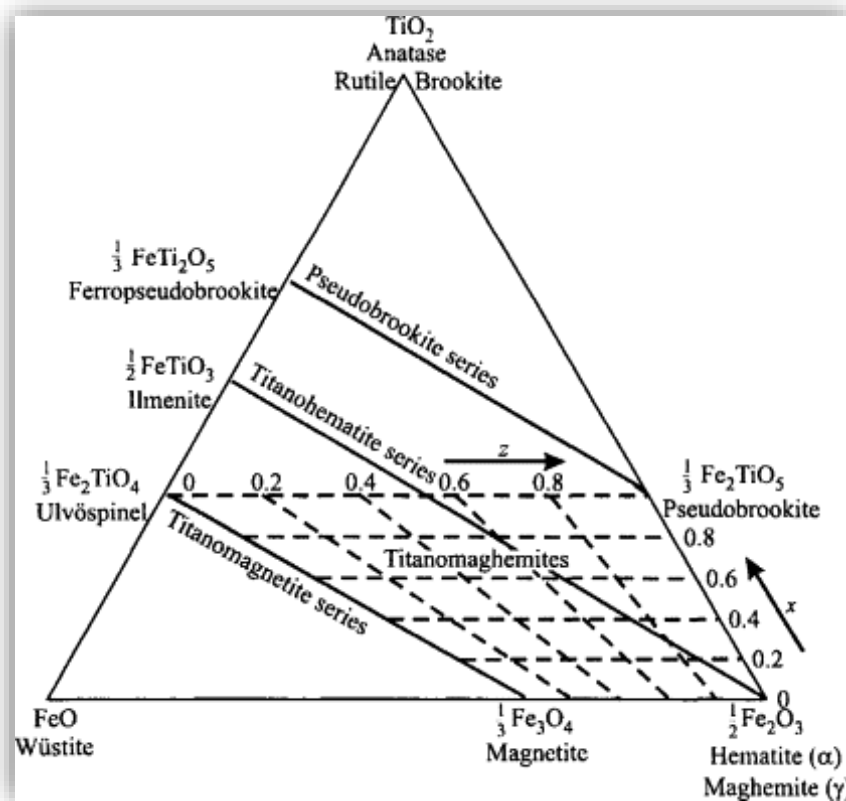 TiO₂
Anatase
Rutile Brookite
⅓ FeTi₂O₅
Ferropseudobrookite
Pseudobrookite series
½ FeTiO₃
Ilmenite
Titanohematite series
z
⅓ Fe₂TiO₄
Ulvöspinel
0 0.2 0.4 0.6 0.8
⅓ Fe₂TiO₅
Pseudobrookite
Titanomagnetite series
Titanomaghemites
0.8
0.6
x
0.4
0.2
0
FeO
Wüstite
⅓ Fe₃O₄
Magnetite
½ Fe₂O₃
Hematite (α)
Maghemite (γ)